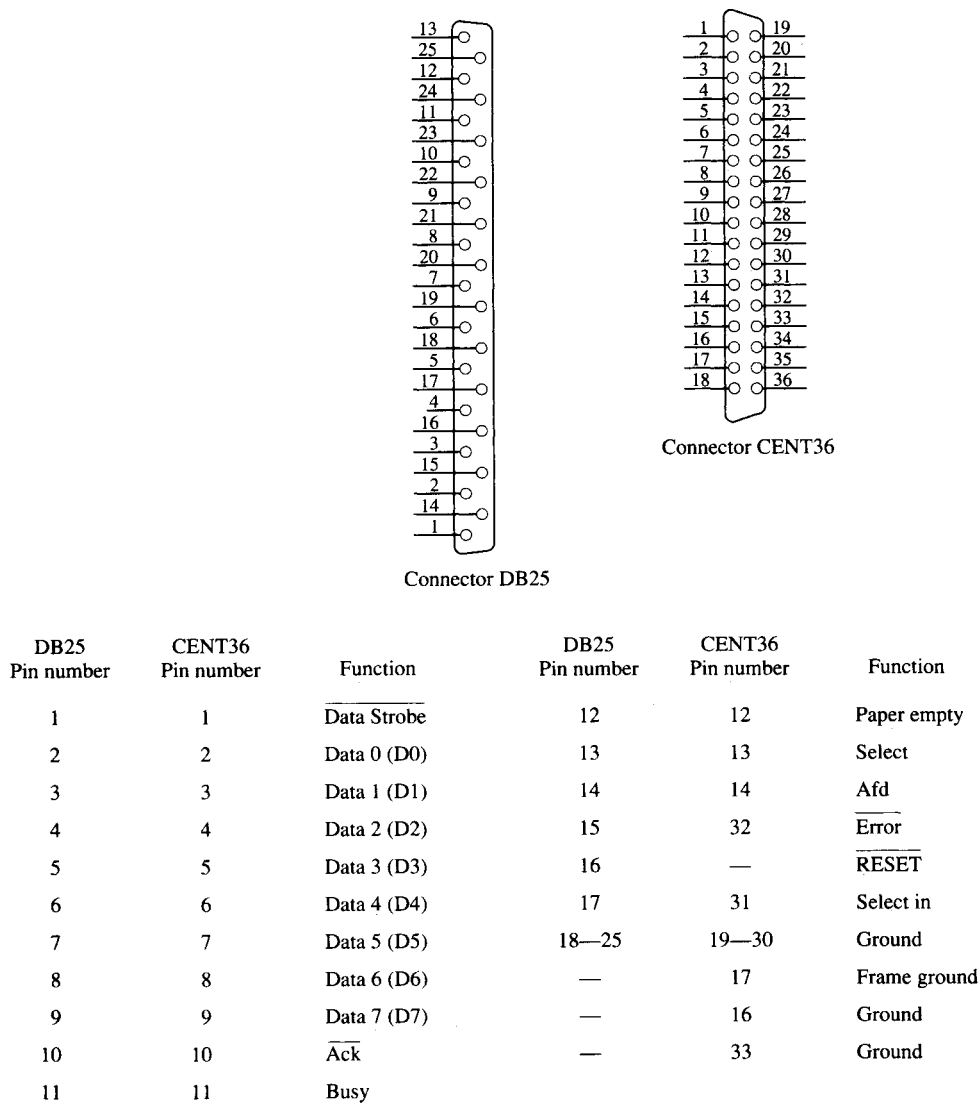 13
25
12
24
11
23
10
22
9
21
8
20
7
19
6
18
5
17
4
16
3
15
2
14
1
Connector DB25
1 19
2 20
3 21
4 22
5 23
6 24
7 25
8 26
9 27
10 28
11 29
12 30
13 31
14 32
15 33
16 34
17 35
18 36
Connector CENT36
DB25 CENT36 DB25 CENT36
Pin number Pin number Function Pin number Pin number Function
1 1 Data Strobe 12 12 Paper empty
2 2 Data 0 (D0) 13 13 Select
3 3 Data 1 (D1) 14 14 Afd
4 4 Data 2 (D2) 15 32 Error
5 5 Data 3 (D3) 16 — RESET
6 6 Data 4 (D4) 17 31 Select in
7 7 Data 5 (D5) 18—25 19—30 Ground
8 8 Data 6 (D6) — 17 Frame ground
9 9 Data 7 (D7) — 16 Ground
10 10 Ack — 33 Ground
11 11 Busy